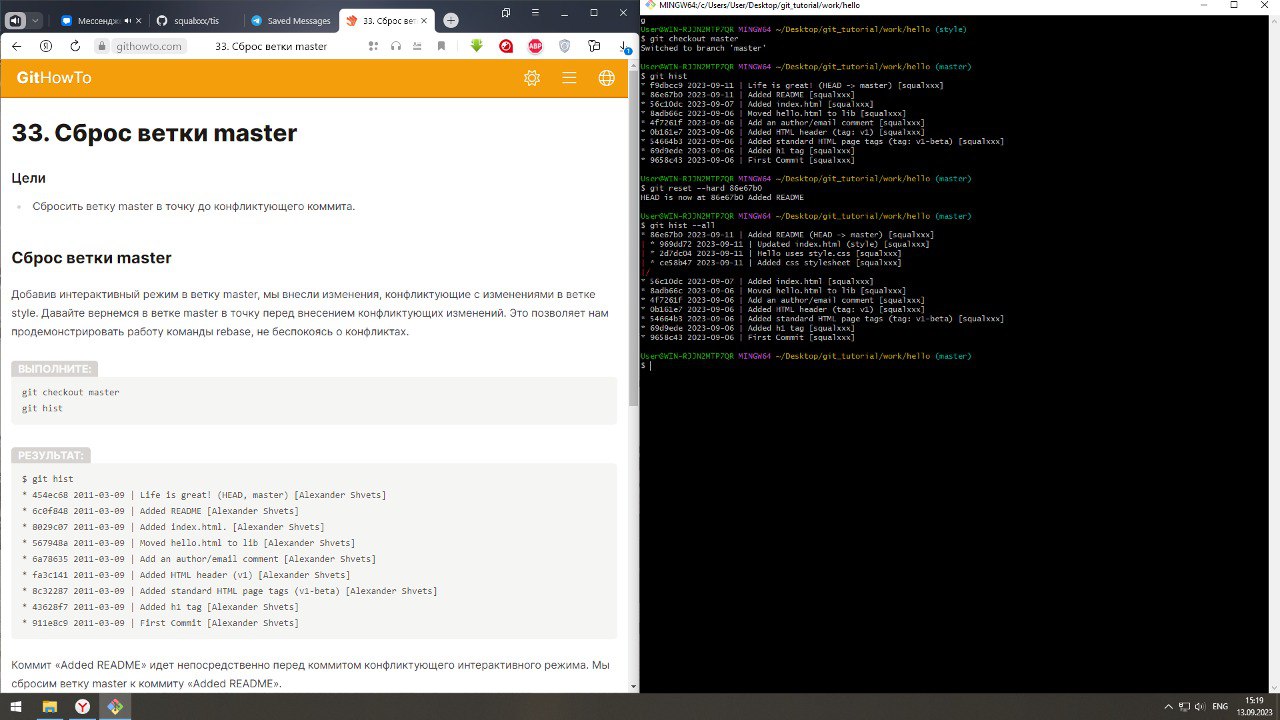 Мессендж
squalxxx/ts
Saved Messages
33. Сброс вет
githowto.com
33. Сброс ветки master
ABP
1
GitHowTo
33. Сброс ветки master
Цели
Сбросить ветку master в точку до конфликтующего коммита.
Сброс ветки master
Добавив интерактивный режим в ветку master, мы внесли изменения, конфликтующие с изменениями в ветке
style. Давайте вернемся в ветке master в точку перед внесением конфликтующих изменений. Это позволяет нам
продемонстрировать работу команды rebase, не беспокоясь о конфликтах.
ВЫПОЛНИТЕ:
git checkout master
git hist
РЕЗУЛЬТАТ:
$ git hist
* 454ec68 2011-03-09 | Life is great! (HEAD, master) [Alexander Shvets]
* 6c0f848 2011-03-09 | Added README [Alexander Shvets]
* 8029c07 2011-03-09 | Added index.html. [Alexander Shvets]
* 567948a 2011-03-09 | Moved hello.html to lib [Alexander Shvets]
* 6a78635 2011-03-09 | Add an author/email comment [Alexander Shvets]
* fa3c141 2011-03-09 | Added HTML header (v1) [Alexander Shvets]
* 8c32287 2011-03-09 | Added standard HTML page tags (v1-beta) [Alexander Shvets]
* 43628f7 2011-03-09 | Added h1 tag [Alexander Shvets]
* 911e8c9 2011-03-09 | First Commit [Alexander Shvets]
Коммит «Added README» идет непосредственно перед коммитом конфликтующего интерактивного режима. Мы
сбросим ветку master к коммиту «Added README».
MINGW64:/c/Users/User/Desktop/git_tutorial/work/hello
g
User@WIN-RJJN2MTP7QR MINGW64 ~/Desktop/git_tutorial/work/hello (style)
$ git checkout master
Switched to branch 'master'
User@WIN-RJJN2MTP7QR MINGW64 ~/Desktop/git_tutorial/work/hello (master)
$ git hist
* f9dbcc9 2023-09-11 | Life is great! (HEAD -> master) [squalxxx]
* 86e67b0 2023-09-11 | Added README [squalxxx]
* 56c10dc 2023-09-07 | Added index.html [squalxxx]
* 8adb66c 2023-09-06 | Moved hello.html to lib [squalxxx]
* 4f7261f 2023-09-06 | Add an author/email comment [squalxxx]
* 0b161e7 2023-09-06 | Added HTML header (tag: v1) [squalxxx]
* 54664b3 2023-09-06 | Added standard HTML page tags (tag: v1-beta) [squalxxx]
* 69d9ede 2023-09-06 | Added h1 tag [squalxxx]
* 9658c43 2023-09-06 | First Commit [squalxxx]
User@WIN-RJJN2MTP7QR MINGW64 ~/Desktop/git_tutorial/work/hello (master)
$ git reset --hard 86e67b0
HEAD is now at 86e67b0 Added README
User@WIN-RJJN2MTP7QR MINGW64 ~/Desktop/git_tutorial/work/hello (master)
$ git hist --all
* 86e67b0 2023-09-11 | Added README (HEAD -> master) [squalxxx]
| * 969dd72 2023-09-11 | Updated index.html (style) [squalxxx]
| * 2d7dc04 2023-09-11 | Hello uses style.css [squalxxx]
| * ce58b47 2023-09-11 | Added css stylesheet [squalxxx]
|/
* 56c10dc 2023-09-07 | Added index.html [squalxxx]
* 8adb66c 2023-09-06 | Moved hello.html to lib [squalxxx]
* 4f7261f 2023-09-06 | Add an author/email comment [squalxxx]
* 0b161e7 2023-09-06 | Added HTML header (tag: v1) [squalxxx]
* 54664b3 2023-09-06 | Added standard HTML page tags (tag: v1-beta) [squalxxx]
* 69d9ede 2023-09-06 | Added h1 tag [squalxxx]
* 9658c43 2023-09-06 | First Commit [squalxxx]
User@WIN-RJJN2MTP7QR MINGW64 ~/Desktop/git_tutorial/work/hello (master)
$
ENG
15:19
13.09.2023